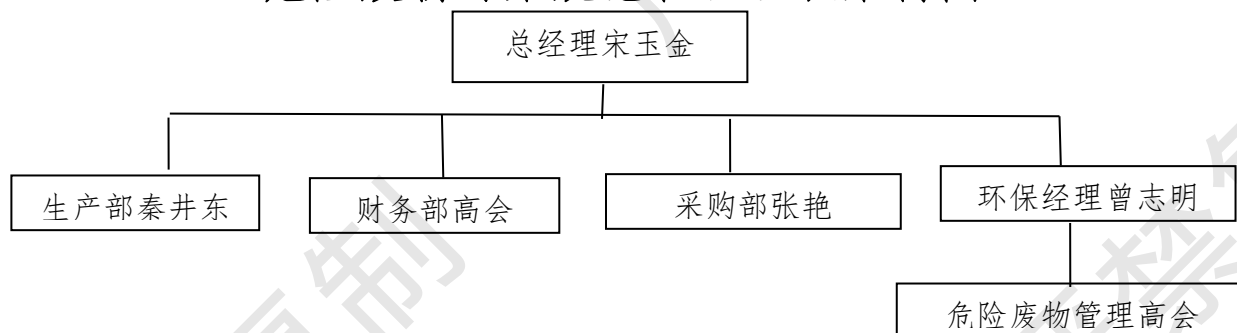 总经理宋玉金
生产部秦井东
财务部高会
采购部张艳
环保经理曾志明
危险废物管理高会